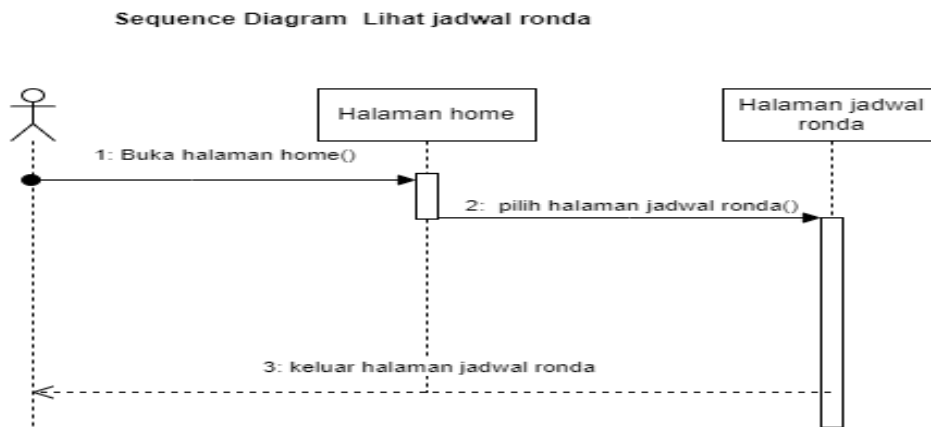 Sequence Diagram  Lihat jadwal ronda
Halaman home
Halaman jadwal
ronda
1: Buka halaman home()
2:  pilih halaman jadwal ronda()
3: keluar halaman jadwal ronda